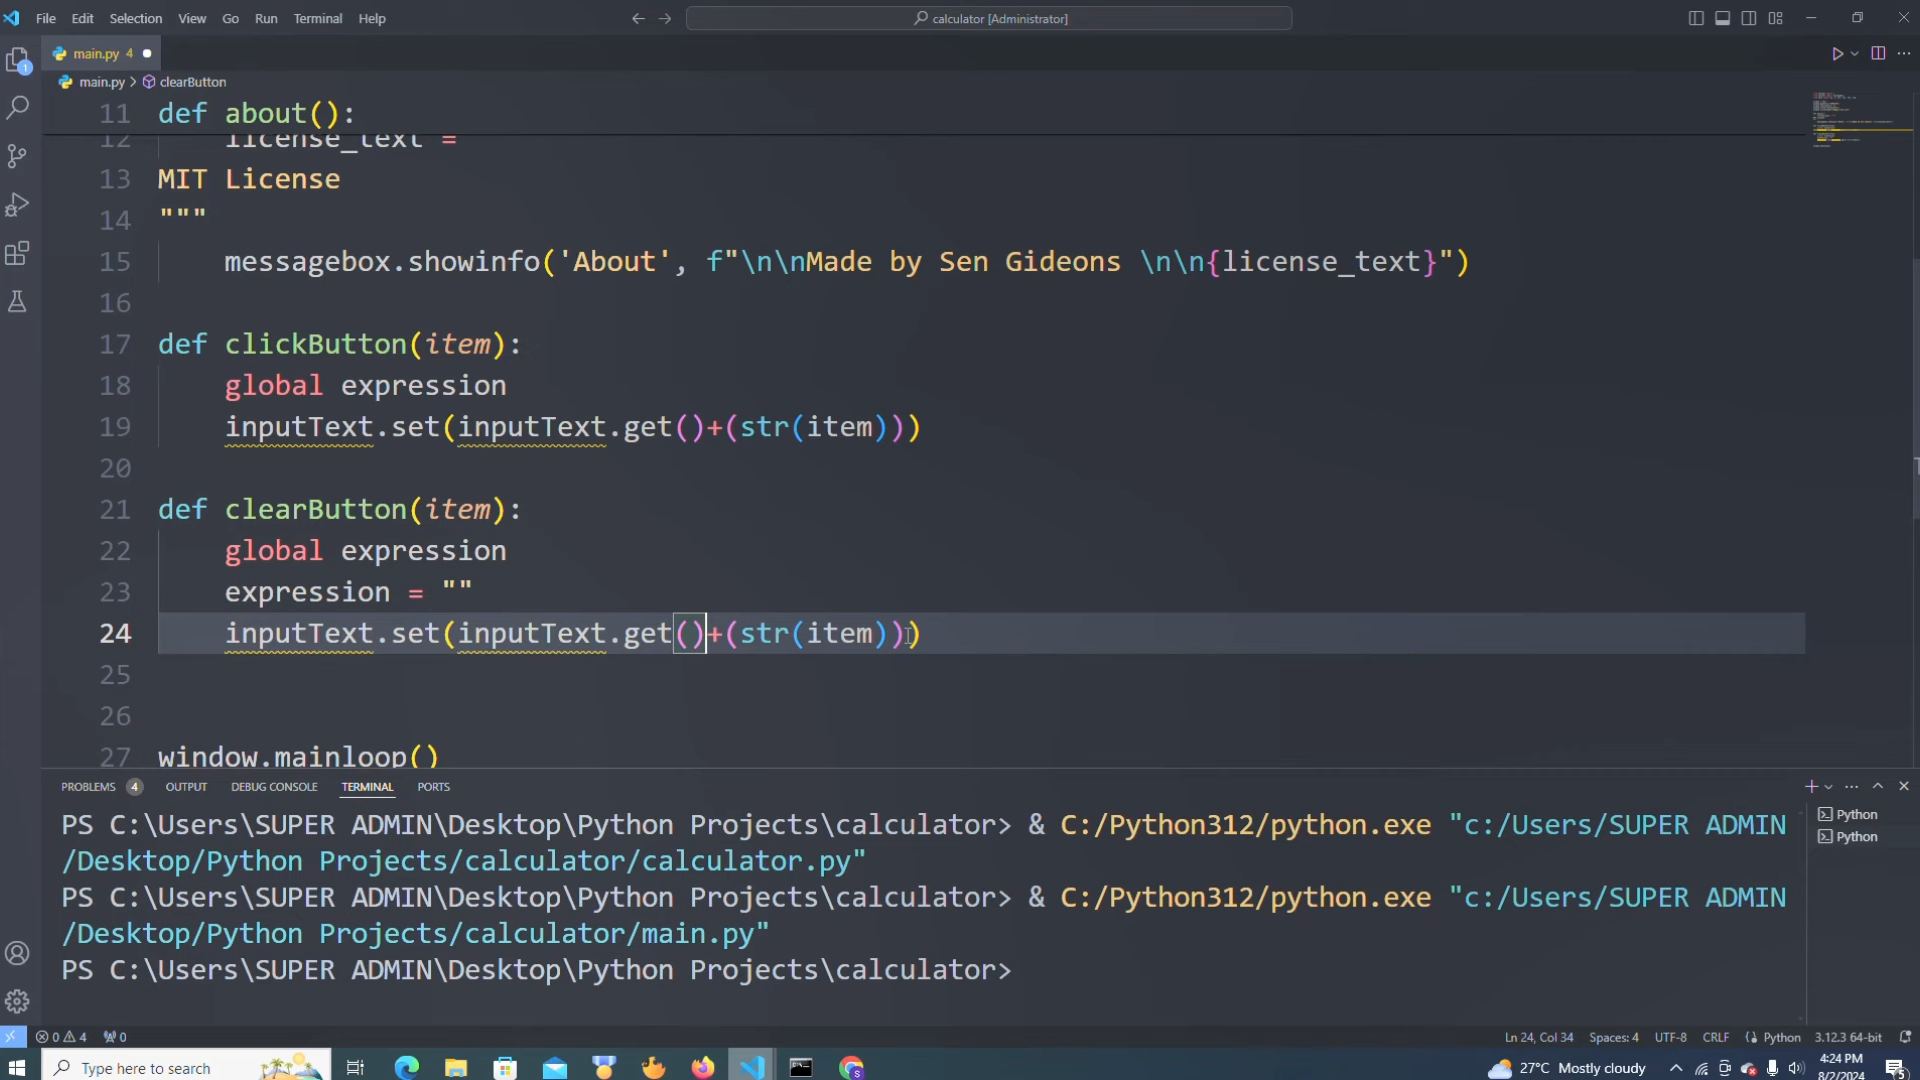 File Edit Selection View Go Run Terminal Help
calculator [Administrator]
main.py 4
main.py > clearButton
1
11 def about():
12 license_text =
13 MIT License
14 """
15 messagebox.showinfo('About', f"\n\nMade by Sen Gideons \n\n{license_text}")
16
17 def clickButton(item):
18 global expression
19 inputText.set(inputText.get()+(str(item)))
20
21 def clearButton(item):
22 global expression
23 expression = ""
24 inputText.set(inputText.get()+(str(item)))
25
26
27 window.mainloop()
PROBLEMS 4 OUTPUT DEBUG CONSOLE TERMINAL PORTS
PS C:\Users\SUPER ADMIN\Desktop\Python Projects\calculator> & C:/Python312/python.exe "c:/Users/SUPER ADMIN
/Desktop/Python Projects/calculator/calculator.py"
PS C:\Users\SUPER ADMIN\Desktop\Python Projects\calculator> & C:/Python312/python.exe "c:/Users/SUPER ADMIN
/Desktop/Python Projects/calculator/main.py"
PS C:\Users\SUPER ADMIN\Desktop\Python Projects\calculator>
Python
Python
0 4 0
Ln 24, Col 34 Spaces: 4 UTF-8 CRLF Python 3.12.3 64-bit
Type here to search
27°C Mostly cloudy
4:24 PM
8/2/2024
5